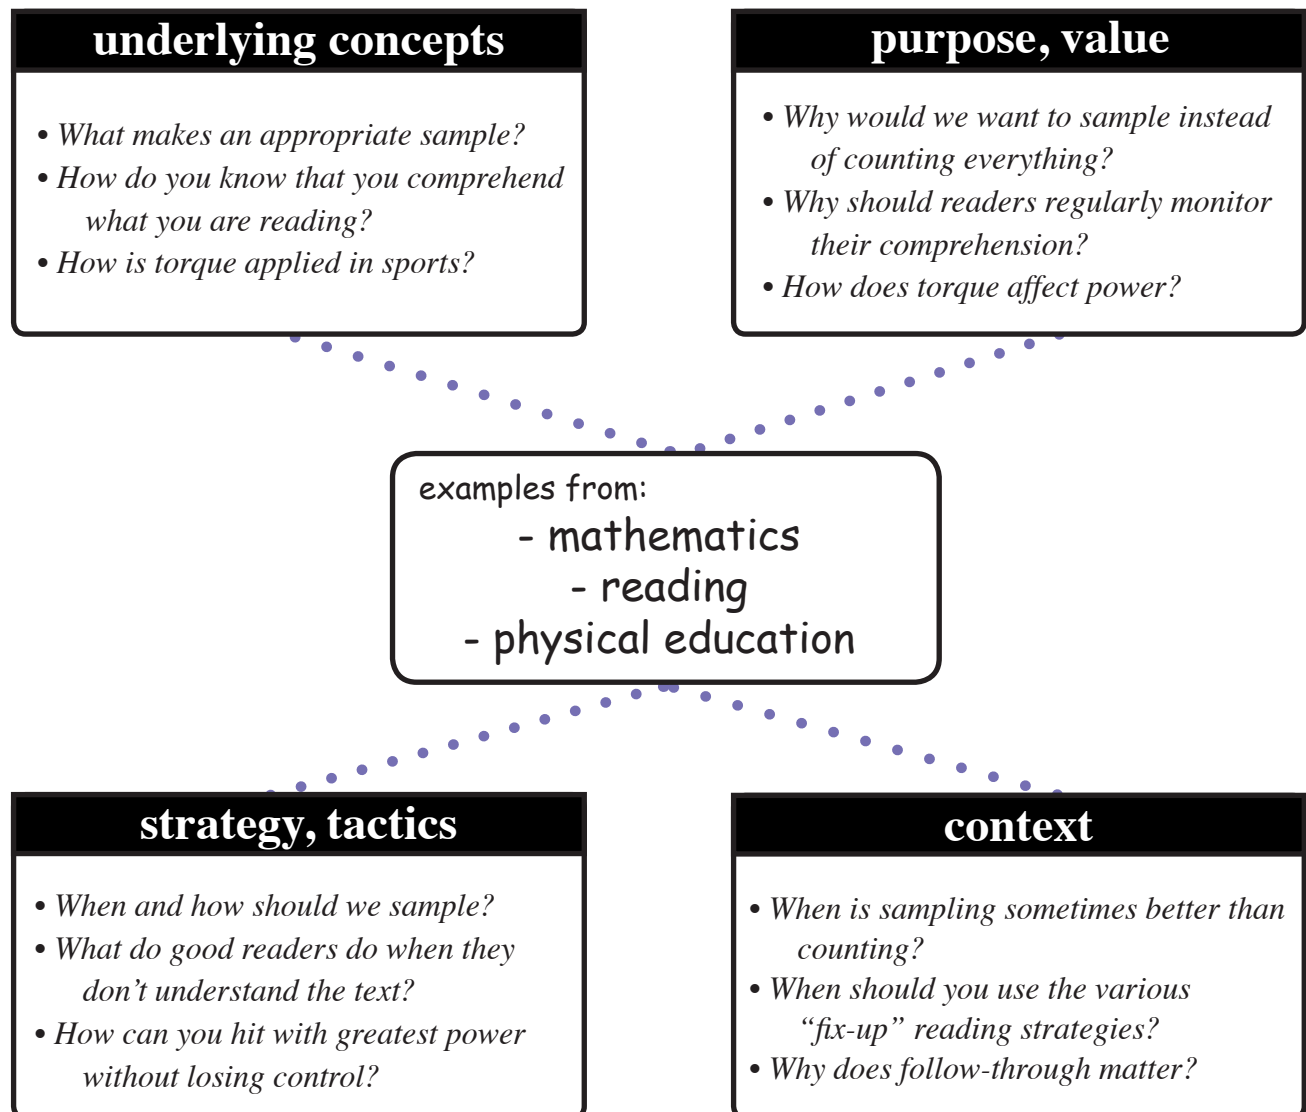 underlying concepts
• What makes an appropriate sample?
• How do you know that you comprehend
what you are reading?
• How is torque applied in sports?
purpose, value
• Why would we want to sample instead
of counting everything?
• Why should readers regularly monitor
their comprehension?
• How does torque affect power?
examples from:
- mathematics
- reading
- physical education
strategy, tactics
• When and how should we sample?
• What do good readers do when they
don’t understand the text?
• How can you hit with greatest power
without losing control?
context
• When is sampling sometimes better than
counting?
• When should you use the various
“fix-up” reading strategies?
• Why does follow-through matter?